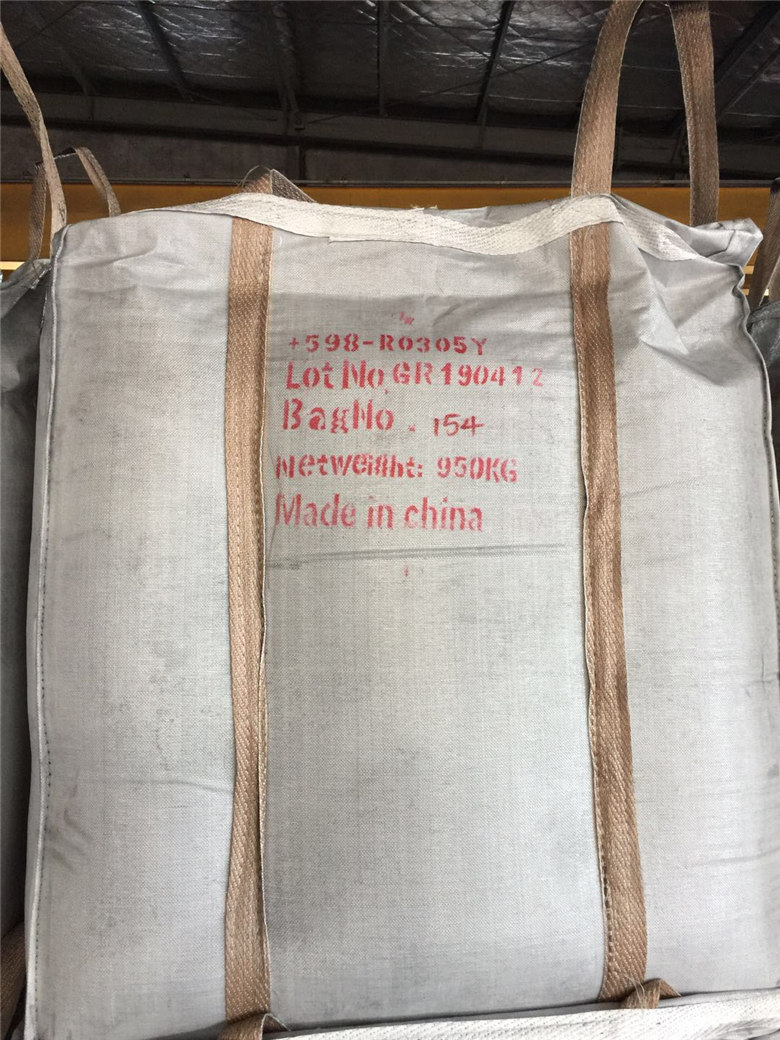 +598-R0305Y
Lot No. GR190412
BagNo. 154
Netweight: 950KG
Made in china